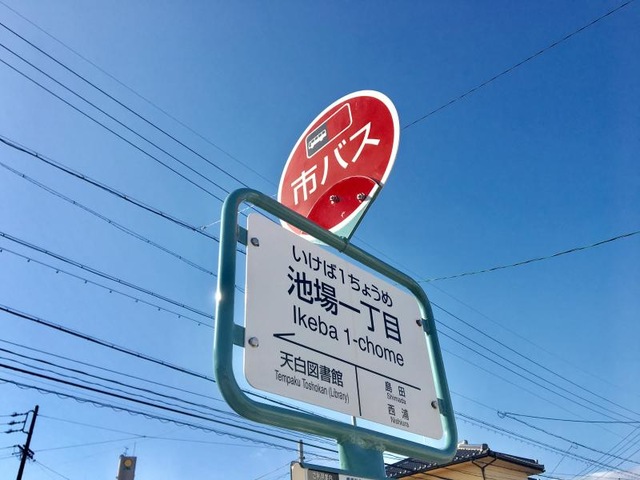 市バス
いけば1ちょうめ
池場一丁目
Ikeba 1-chome
天白図書館
Tempaku Toshokan (Library)
島田
Shimada
西浦
Nishiura